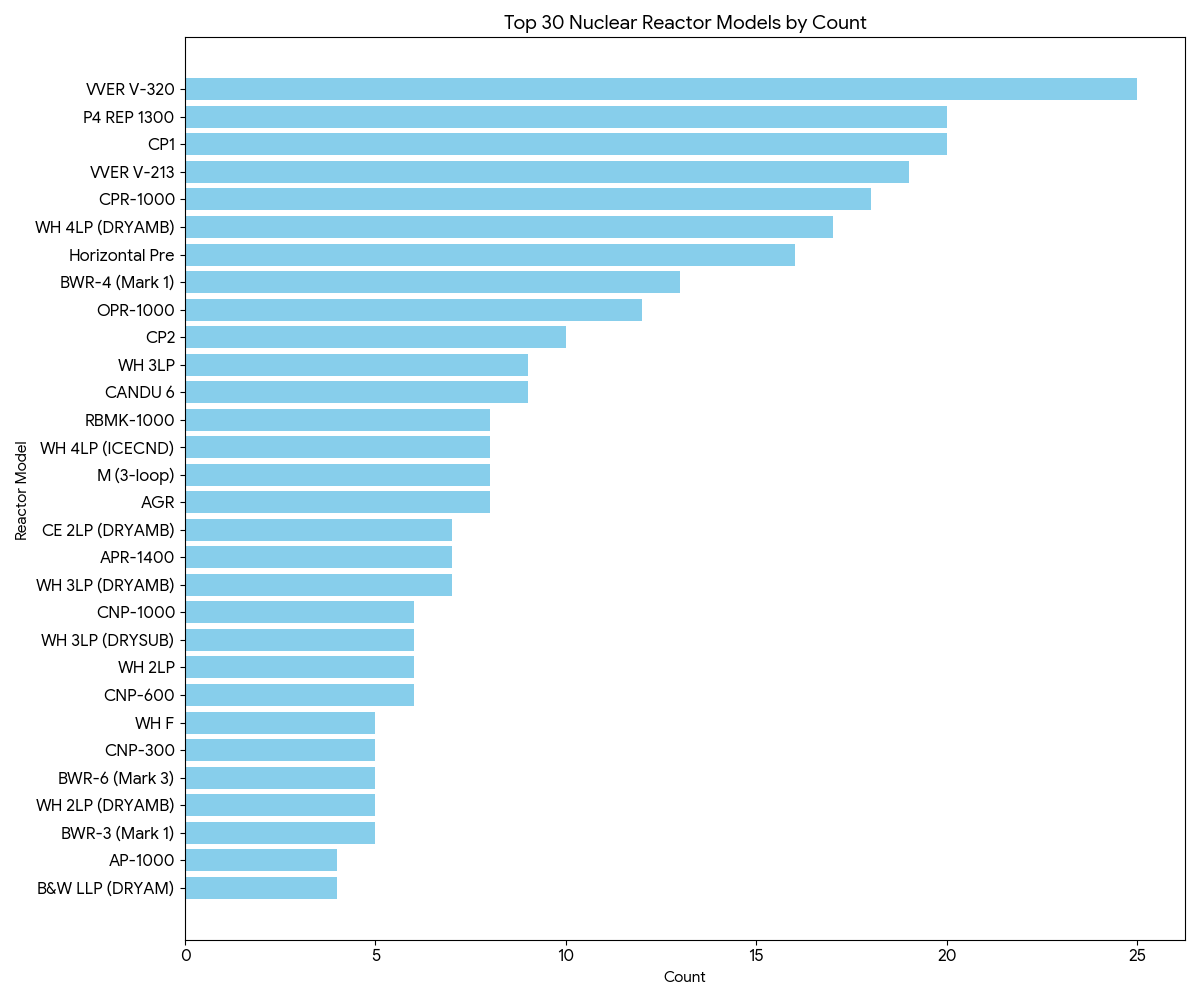 Top 30 Nuclear Reactor Models by Count
VVER V-320
P4 REP 1300
CP1
VVER V-213
CPR-1000
WH 4LP (DRYAMB)
Horizontal Pre
BWR-4 (Mark 1)
OPR-1000
CP2
WH 3LP
CANDU 6
RBMK-1000
WH 4LP (ICECND)
M (3-loop)
AGR
CE 2LP (DRYAMB)
APR-1400
WH 3LP (DRYAMB)
CNP-1000
WH 3LP (DRYSUB)
WH 2LP
CNP-600
WH F
CNP-300
BWR-6 (Mark 3)
WH 2LP (DRYAMB)
BWR-3 (Mark 1)
AP-1000
B&W LLP (DRYAM)
Reactor Model
0 5 10 15 20 25
Count